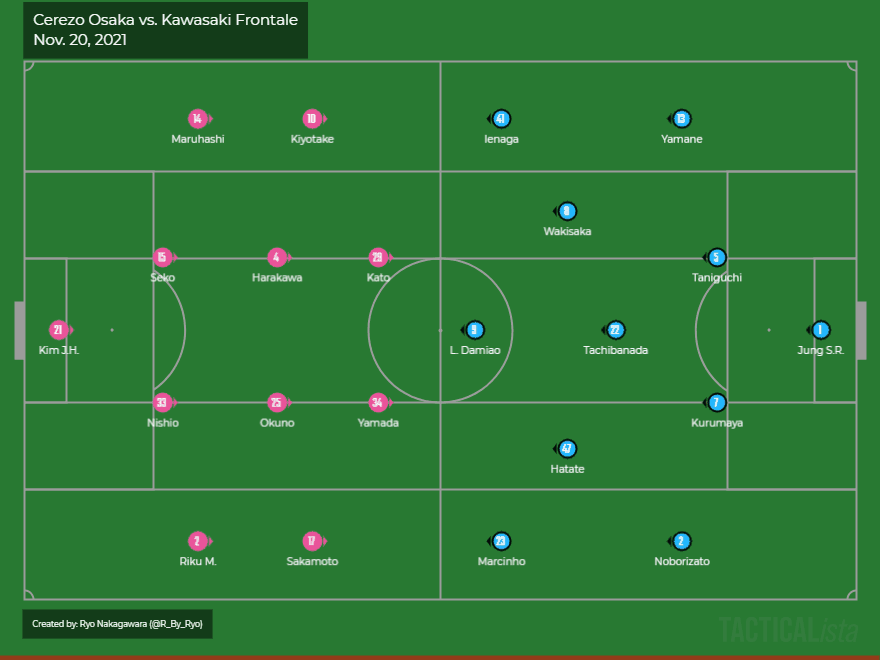 Cerezo Osaka vs. Kawasaki Frontale
Nov. 20, 2021
14
Maruhashi
10
Kiyotake
41
Ienaga
13
Yamane
8
Wakisaka
15
Seko
4
Harakawa
29
Kato
5
Taniguchi
21
Kim J.H.
9
L. Damiao
22
Tachibanada
1
Jung S.R.
33
Nishio
25
Okuno
34
Yamada
7
Kurumaya
47
Hatate
2
Riku M.
17
Sakamoto
23
Marcinho
2
Noborizato
Created by: Ryo Nakagawara (@R_By_Ryo)
TACTICALista